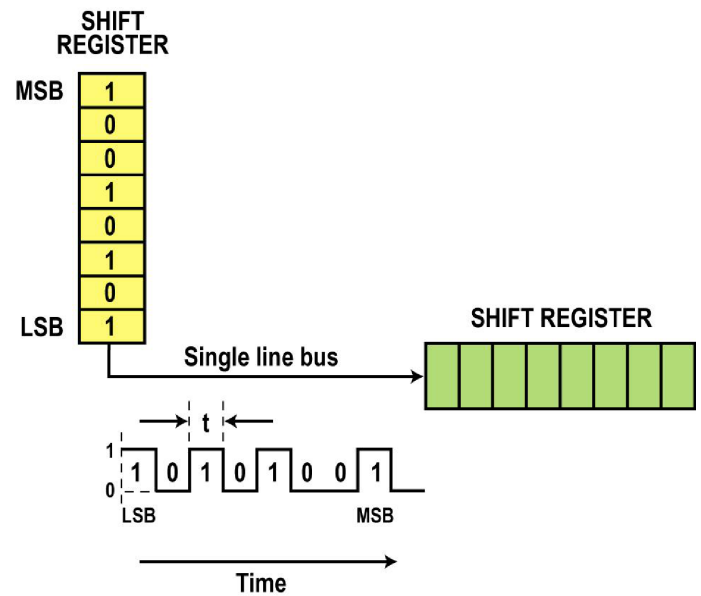 SHIFT
REGISTER
MSB 1
0
0
1
0
1
0
LSB 1
SHIFT REGISTER
Single line bus
t
1
1 0 1 0 1 0 0 1
0
LSB MSB
Time